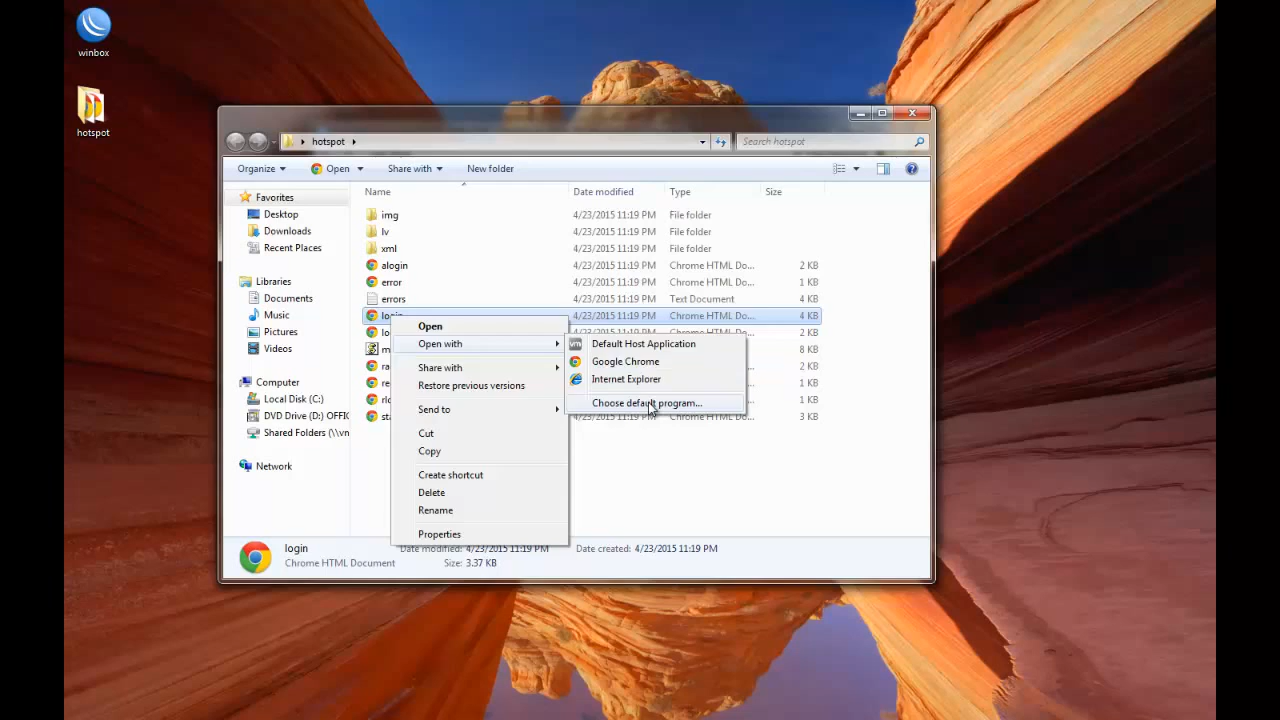 winbox
hotspot
hotspot
Search hotspot
Organize
Open
Share with
New folder
Name
Date modified
Type
Size
Favorites
Desktop
Downloads
Recent Places
Libraries
Documents
Music
Pictures
Videos
Computer
Local Disk (C:)
DVD Drive (D:) OFFIC
Shared Folders (\\vn
Network
img 4/23/2015 11:19 PM File folder
lv 4/23/2015 11:19 PM File folder
xml 4/23/2015 11:19 PM File folder
alogin 4/23/2015 11:19 PM Chrome HTML Do... 2 KB
error 4/23/2015 11:19 PM Chrome HTML Do... 1 KB
errors 4/23/2015 11:19 PM Text Document 4 KB
4/23/2015 11:19 PM Chrome HTML Do... 4 KB
4/23/2015 11:19 PM Chrome HTML Do... 2 KB
8 KB
2 KB
1 KB
1 KB
4/23/2015 11:19 PM Chrome HTML Do... 3 KB
Open
Open with
Share with
Restore previous versions
Send to
Cut
Copy
Create shortcut
Delete
Rename
Properties
vm Default Host Application
Google Chrome
Internet Explorer
Choose default program...
login
Chrome HTML Document
Date modified: 4/23/2015 11:19 PM
Size: 3.37 KB
Date created: 4/23/2015 11:19 PM